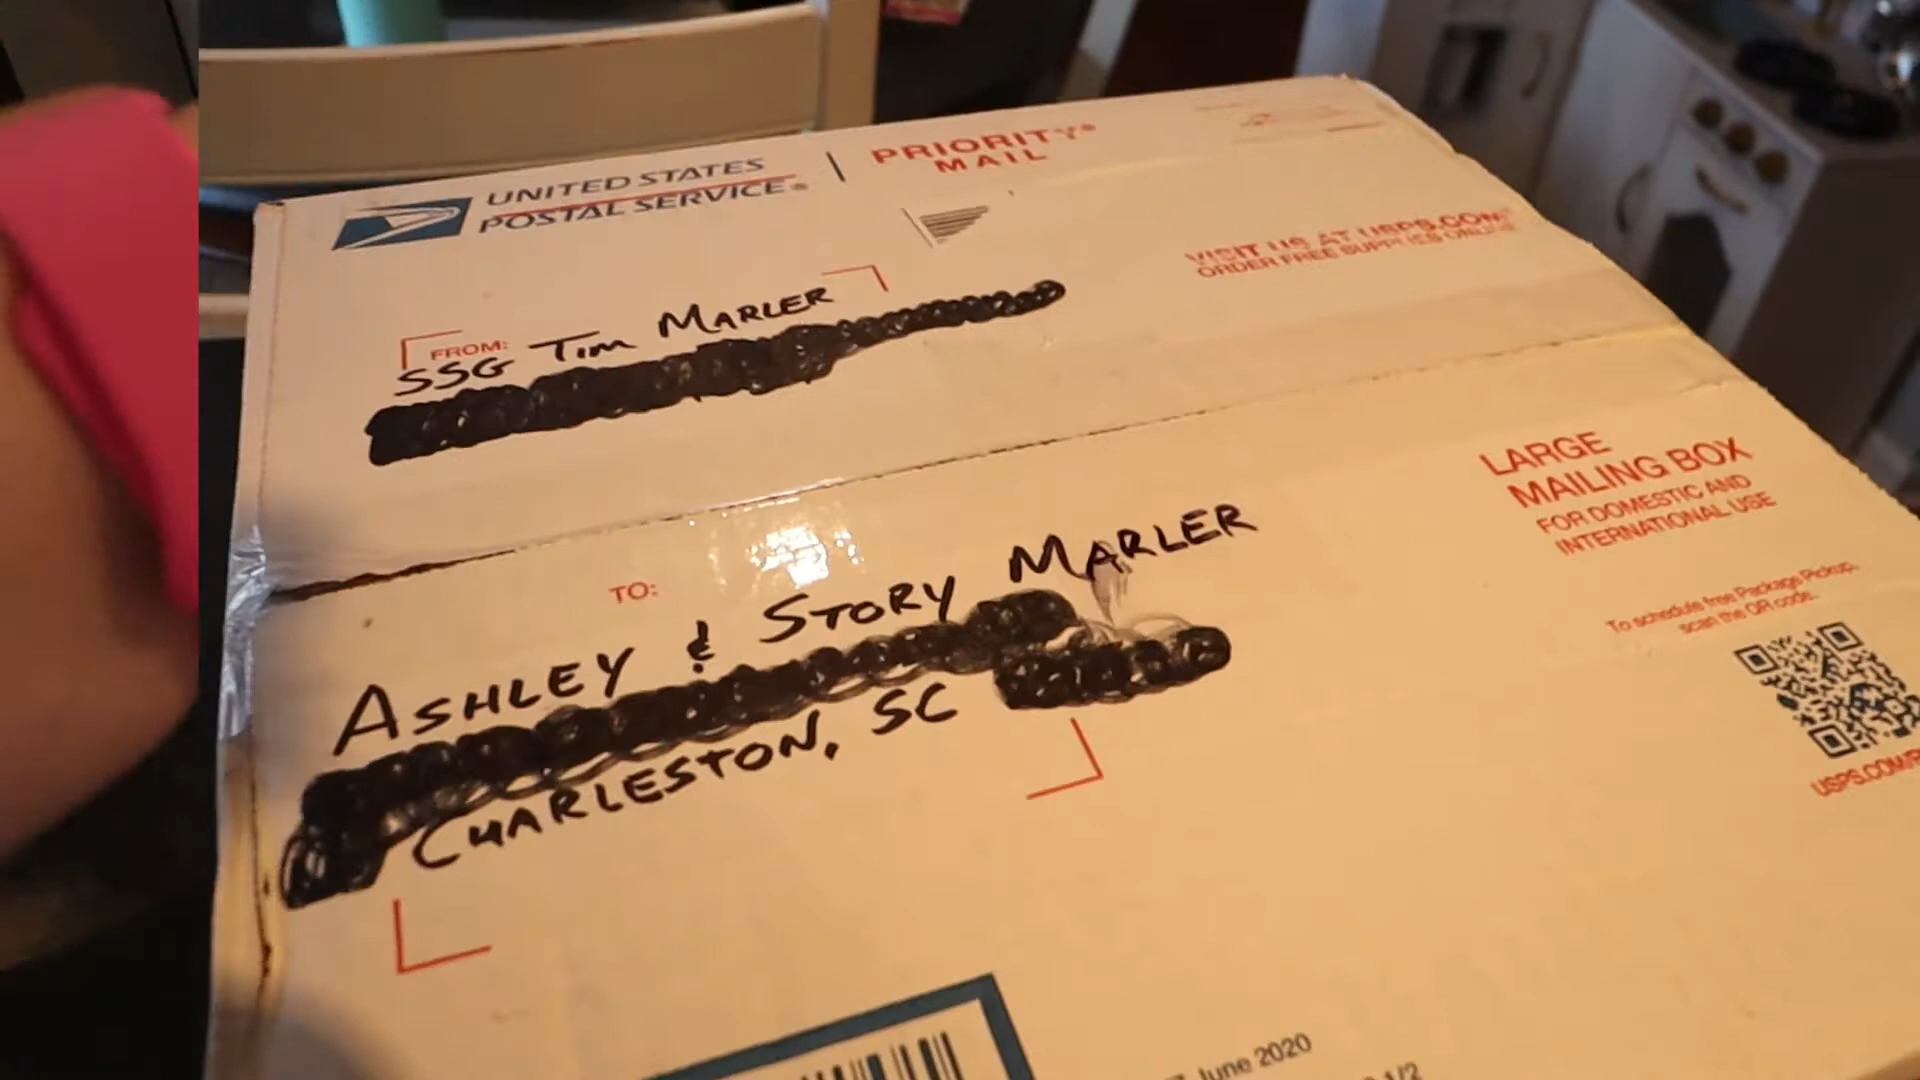 UNITED STATES
POSTAL SERVICE®
PRIORITY®
MAIL
VISIT US AT USPS.COM®
ORDER FREE SUPPLIES ONLINE
FROM:
SSG TIM MARLER
TO:
ASHLEY & STORY MARLER
CHARLESTON, SC
LARGE
MAILING BOX
FOR DOMESTIC AND
INTERNATIONAL USE
To schedule free Package Pickup,
scan the QR code.
June 2020
1/2